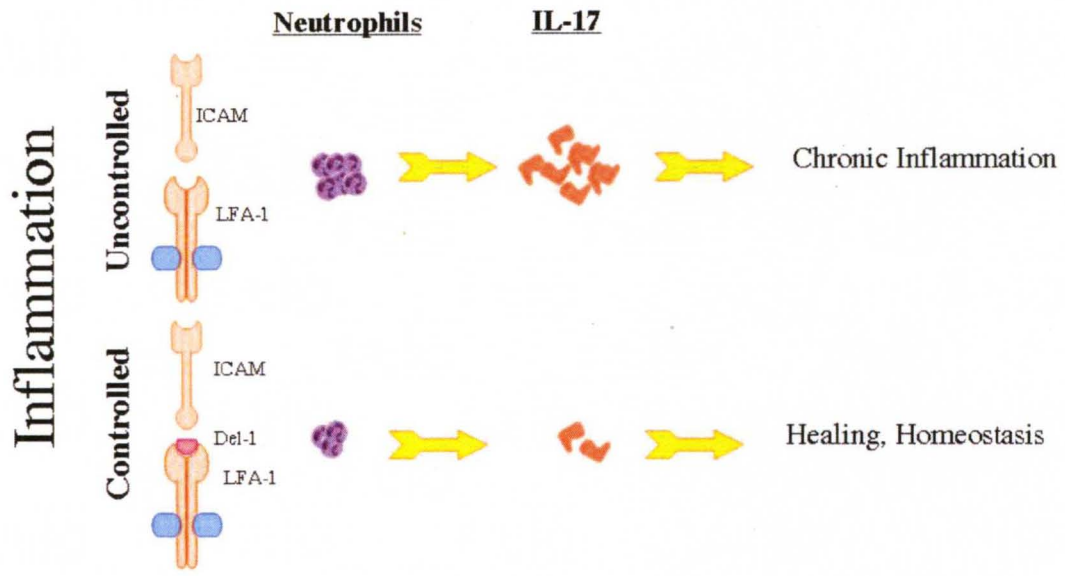 Neutrophils IL-17
Inflammation
Uncontrolled
ICAM
LFA-1
Chronic Inflammation
Controlled
ICAM
Del-1
LFA-1
Healing, Homeostasis